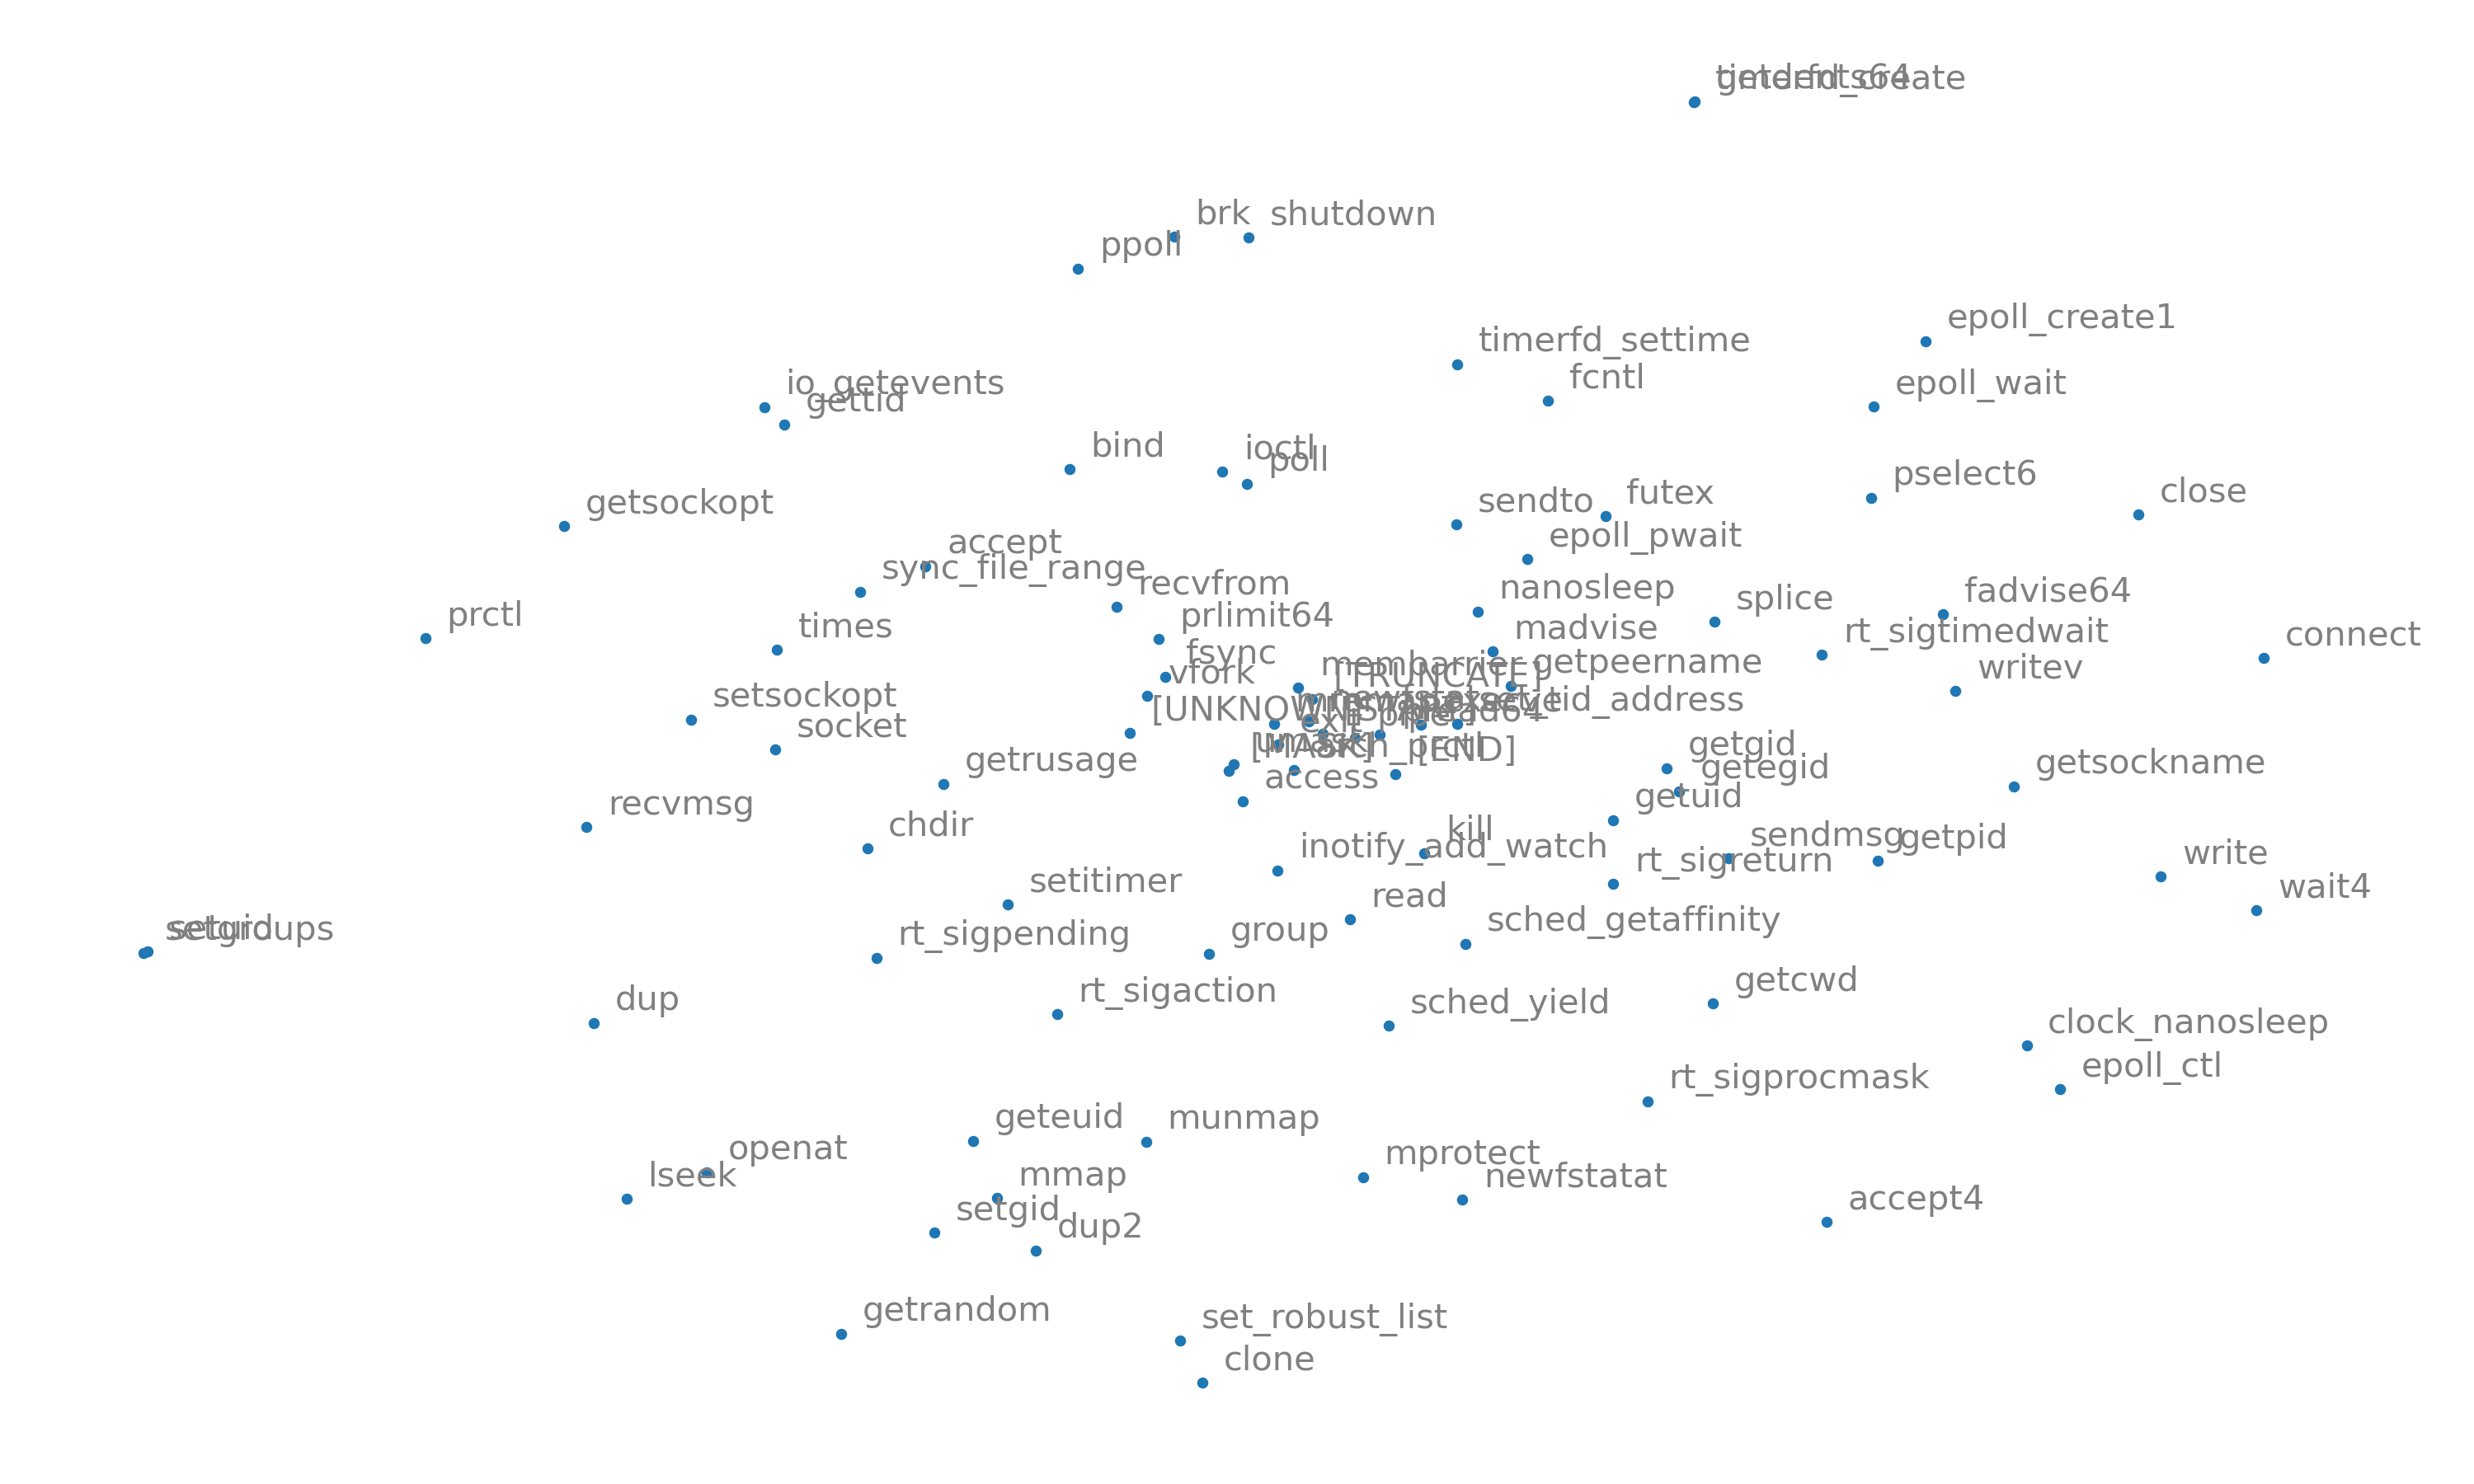 timerfd_create
getdents64
brk
shutdown
ppoll
epoll_create1
timerfd_settime
fcntl
io_getevents
epoll_wait
gettid
bind
ioctl
poll
pselect6
close
getsockopt
sendto
futex
epoll_pwait
accept
sync_file_range
recvfrom
nanosleep
splice
fadvise64
prctl
times
prlimit64
madvise
rt_sigtimedwait
connect
fsync
membarrier
getpeername
vfork
[TRUNCATE]
writev
setsockopt
[UNKNOWN]
socket
exit
getrusage
umask
[MASK]
arch_prctl
[END]
getgid
getegid
getsockname
access
recvmsg
getuid
chdir
kill
inotify_add_watch
sendmsg
getpid
rt_sigreturn
write
setitimer
read
wait4
setuid
setgroups
rt_sigpending
group
sched_getaffinity
dup
rt_sigaction
sched_yield
getcwd
clock_nanosleep
epoll_ctl
rt_sigprocmask
geteuid
munmap
openat
lseek
mmap
mprotect
newfstatat
setgid
dup2
accept4
getrandom
set_robust_list
clone